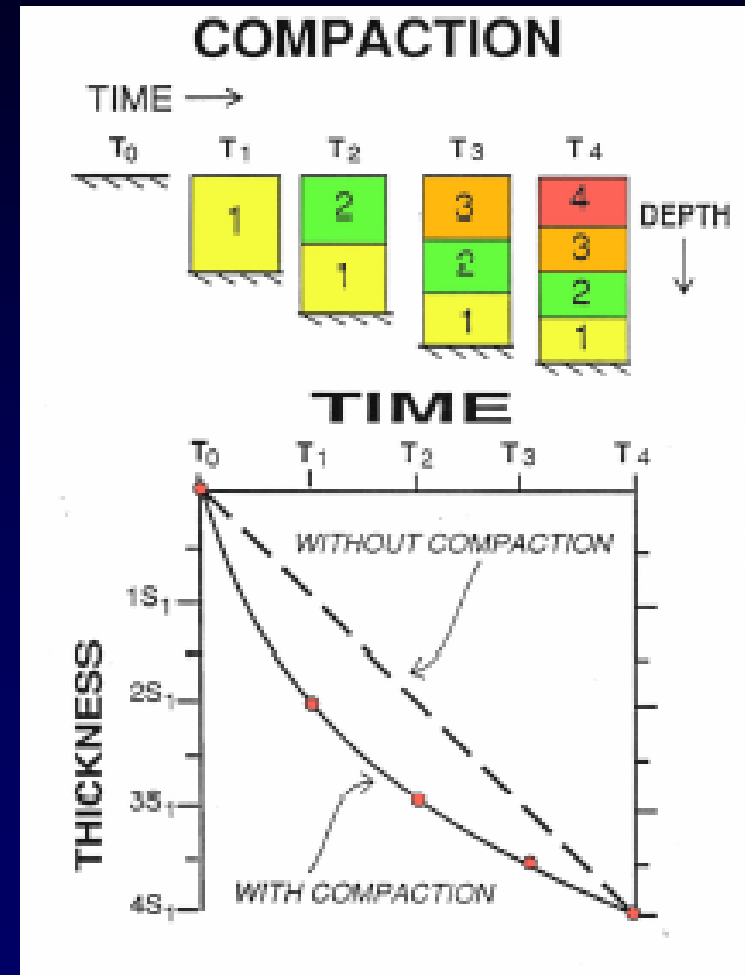 COMPACTION
TIME
T0 T1 T2 T3 T4
1 2 3 4
DEPTH
3
2
2
1
1
1
TIME
T0 T1 T2 T3 T4
WITHOUT COMPACTION
1S1
THICKNESS
2S1
3S1
WITH COMPACTION
4S1